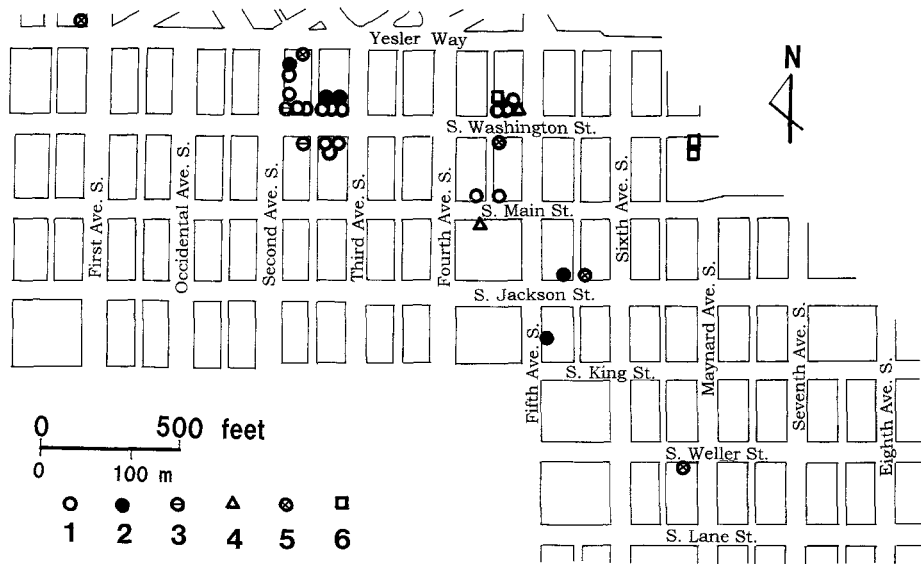 Yesler Way
N
S. Washington St.
First Ave. S.
Occidental Ave. S.
Second Ave. S.
Third Ave. S.
Fourth Ave. S.
Sixth Ave. S.
S. Main St.
S. Jackson St.
Fifth Ave. S.
Maynard Ave. S.
Seventh Ave. S.
Eighth Ave. S.
S. King St.
S. Weller St.
S. Lane St.
0 500 feet
0 100 m
1 2 3 4 5 6